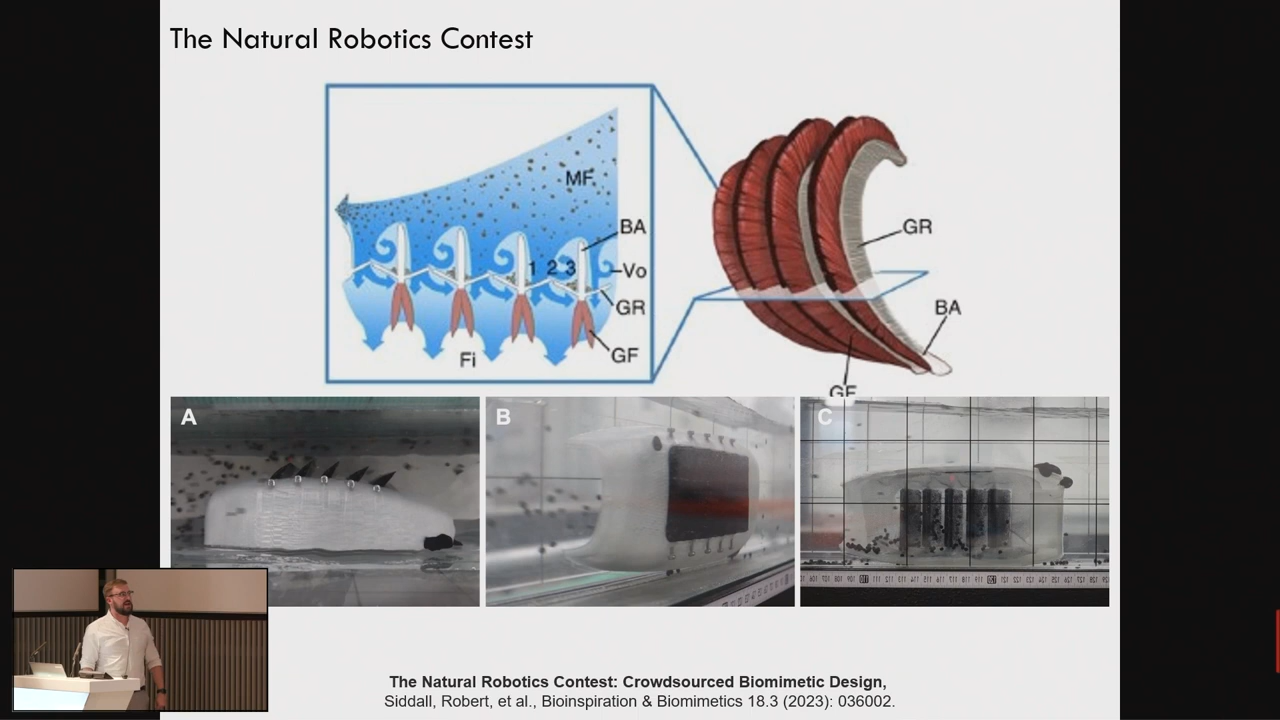 The Natural Robotics Contest
MF
BA
1 2 3
Vo
GR
GF
Fi
GR
BA
GF
A
B
C
The Natural Robotics Contest: Crowdsourced Biomimetic Design,
Siddall, Robert, et al., Bioinspiration & Biomimetics 18.3 (2023): 036002.